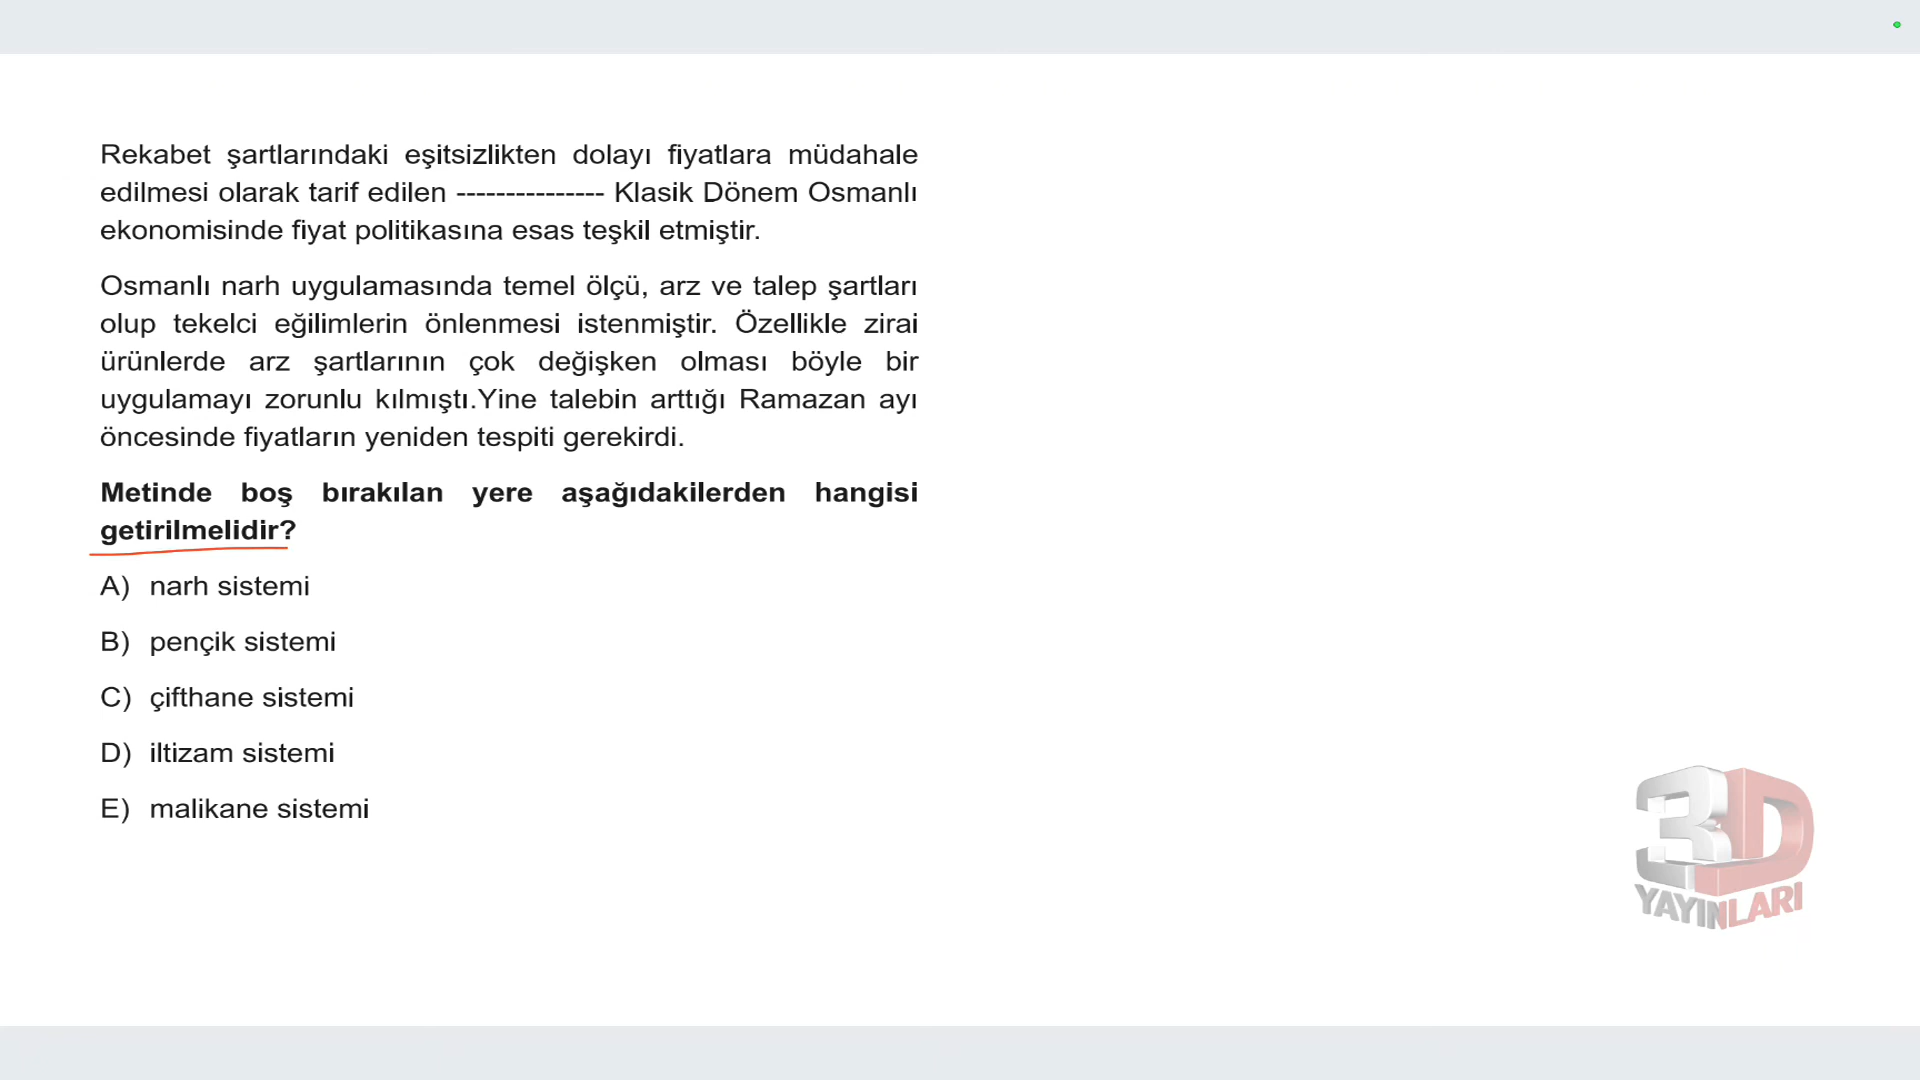 Rekabet şartlarındaki eşitsizlikten dolayı fiyatlara müdahale
edilmesi olarak tarif edilen --------------- Klasik Dönem Osmanlı
ekonomisinde fiyat politikasına esas teşkil etmiştir.
Osmanlı narh uygulamasında temel ölçü, arz ve talep şartları
olup tekelci eğilimlerin önlenmesi istenmiştir. Özellikle zirai
ürünlerde arz şartlarının çok değişken olması böyle bir
uygulamayı zorunlu kılmıştı.Yine talebin arttığı Ramazan ayı
öncesinde fiyatların yeniden tespiti gerekirdi.
Metinde boş bırakılan yere aşağıdakilerden hangisi
getirilmelidir?
A) narh sistemi
B) pençik sistemi
C) çifthane sistemi
D) iltizam sistemi
E) malikane sistemi
3D
YAYINLARI